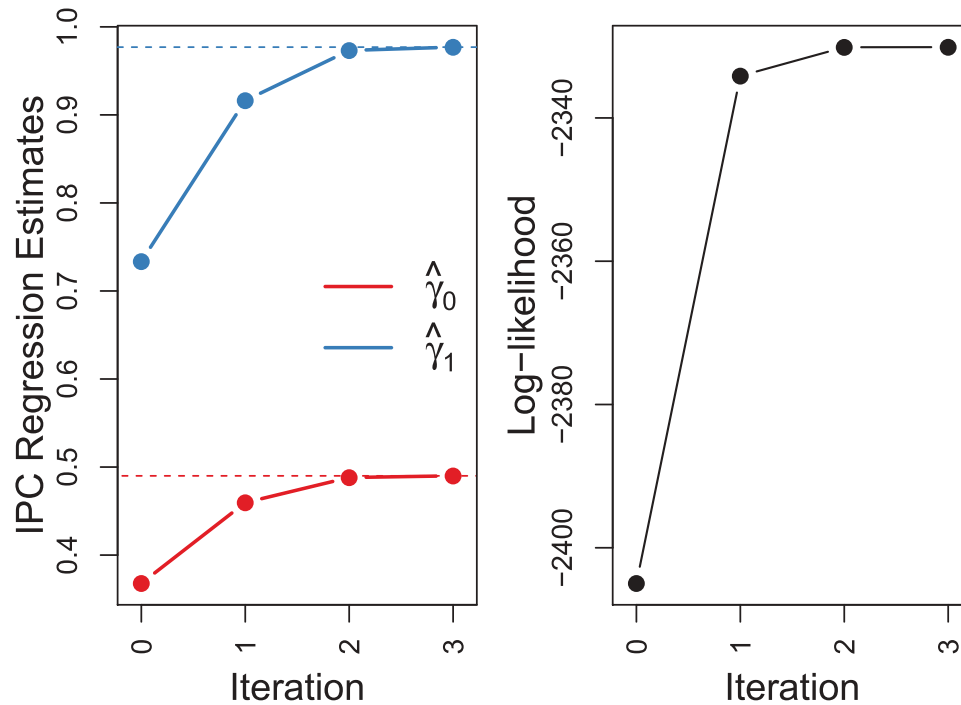 IPC Regression Estimates
1.0
0.9
0.8
0.7
0.6
0.5
0.4
γ̂0
γ̂1
0 1 2 3
Iteration
Log−likelihood
−2340
−2360
−2380
−2400
0 1 2 3
Iteration